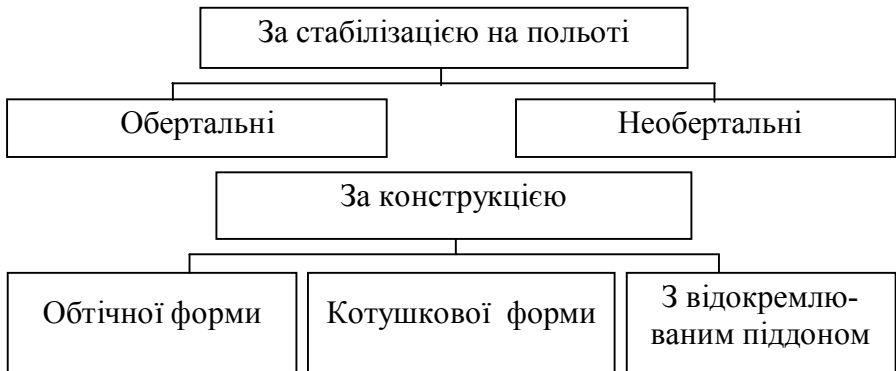 За стабілізацією на польоті
Обертальні
Необертальні
За конструкцією
Обтічної форми
Котушкової форми
З відокремлю-
ваним піддоном